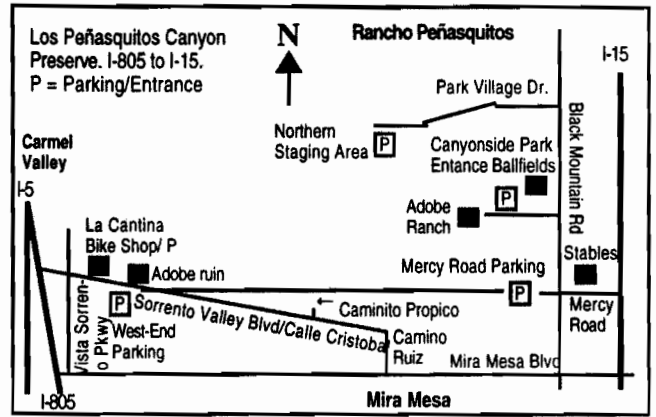 Los Peñasquitos Canyon
Preserve. I-805 to I-15.
P = Parking/Entrance
N
Rancho Peñasquitos
I-15
Park Village Dr.
Northern
Staging Area
P
Canyonside Park
Entance Ballfields
P
Black Mountain Rd
Carmel
Valley
I-5
La Cantina
Bike Shop/ P
Adobe
Ranch
Adobe ruin
Mercy Road Parking
P
Stables
Mercy
Road
P
West-End
Parking
Vista Sorren-
o Pkwy
Sorrento Valley Blvd/Calle Cristoba
← Caminito Propico
Camino
Ruiz
Mira Mesa Blvd
I-805
Mira Mesa